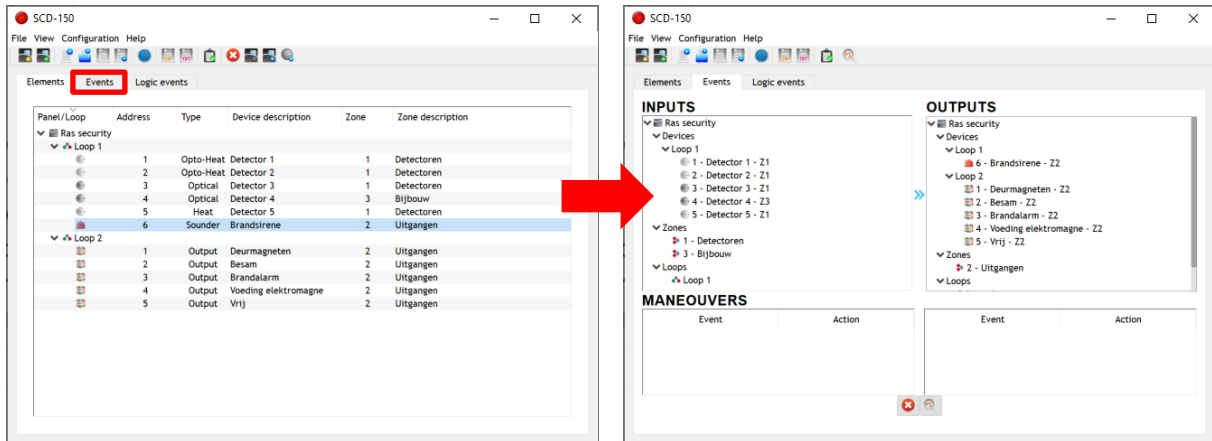 SCD-150
File View Configuration Help
Elements Events Logic events
Panel/Loop Address Type Device description Zone Zone description
Ras security
Loop 1
1 Opto-Heat Detector 1 1 Detectoren
2 Opto-Heat Detector 2 1 Detectoren
3 Optical Detector 3 1 Detectoren
4 Optical Detector 4 3 Bijbouw
5 Heat Detector 5 1 Detectoren
6 Sounder Brandsirene 2 Uitgangen
Loop 2
1 Output Deurmagneten 2 Uitgangen
2 Output Besam 2 Uitgangen
3 Output Brandalarm 2 Uitgangen
4 Output Voeding elektromagne 2 Uitgangen
5 Output Vrij 2 Uitgangen
SCD-150
File View Configuration Help
Elements Events Logic events
INPUTS
Ras security
Devices
Loop 1
1 - Detector 1 - Z1
2 - Detector 2 - Z1
3 - Detector 3 - Z1
4 - Detector 4 - Z3
5 - Detector 5 - Z1
Zones
1 - Detectoren
3 - Bijbouw
Loops
Loop 1
OUTPUTS
Ras security
Devices
Loop 1
6 - Brandsirene - Z2
Loop 2
1 - Deurmagneten - Z2
2 - Besam - Z2
3 - Brandalarm - Z2
4 - Voeding elektromagne - Z2
5 - Vrij - Z2
Zones
2 - Uitgangen
Loops
MANEOUVERS
Event Action
Event Action